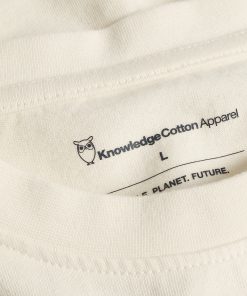 KnowledgeCotton Apparel
L
PLANET. FUTURE.